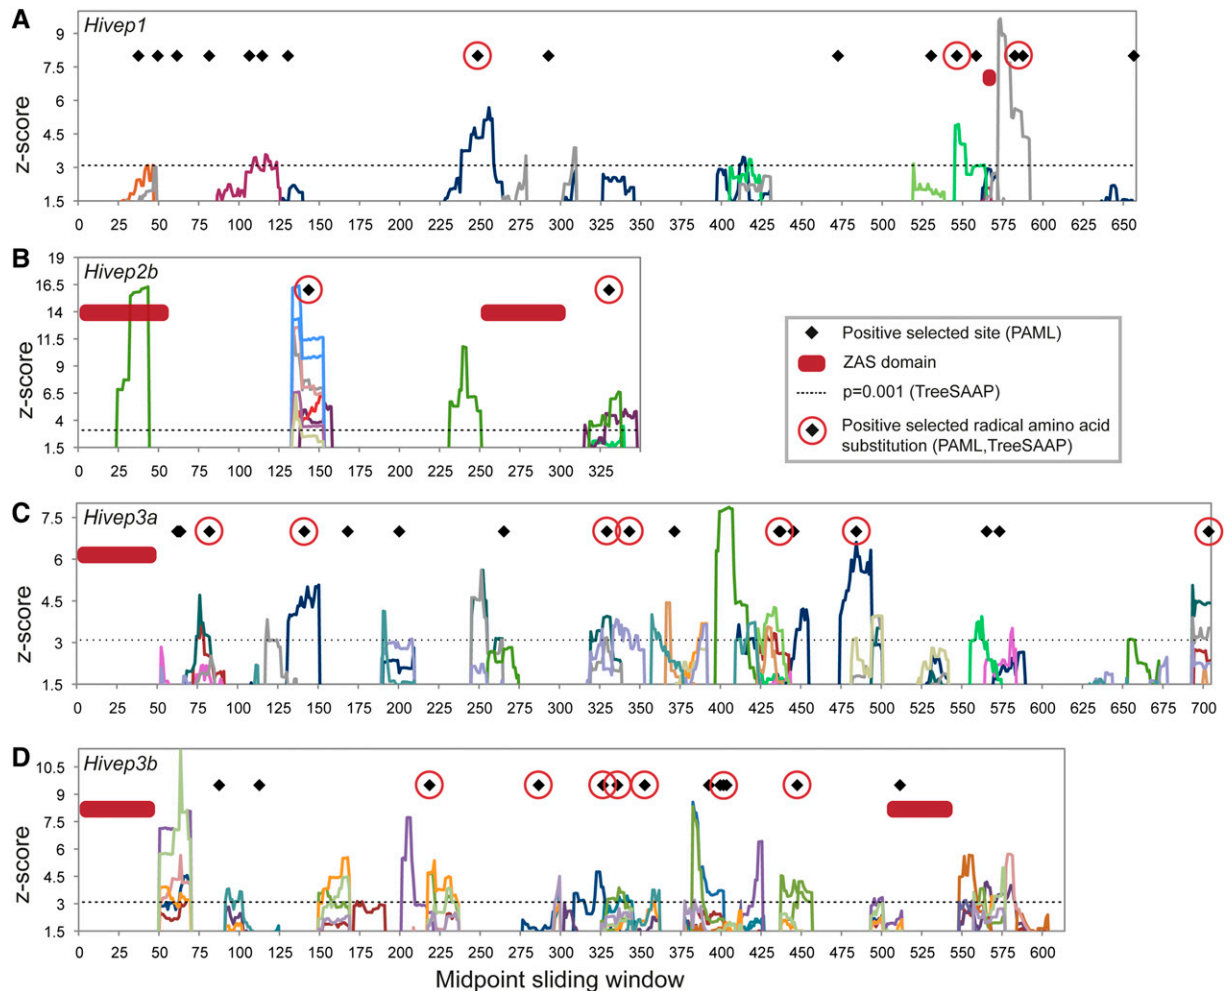 A
Hivep1
z-score
9
7.5
6
4.5
3
1.5
0 25 50 75 100 125 150 175 200 225 250 275 300 325 350 375 400 425 450 475 500 525 550 575 600 625 650
B
Hivep2b
z-score
19
16.5
14
11.5
9
6.5
4
1.5
0 25 50 75 100 125 150 175 200 225 250 275 300 325
Positive selected site (PAML)
ZAS domain
p=0.001 (TreeSAAP)
Positive selected radical amino acid
substitution (PAML,TreeSAAP)
C
Hivep3a
z-score
7.5
6
4.5
3
1.5
0 25 50 75 100 125 150 175 200 225 250 275 300 325 350 375 400 425 450 475 500 525 550 575 600 625 650 675 700
D
Hivep3b
z-score
10.5
9
7.5
6
4.5
3
1.5
0 25 50 75 100 125 150 175 200 225 250 275 300 325 350 375 400 425 450 475 500 525 550 575 600
Midpoint sliding window